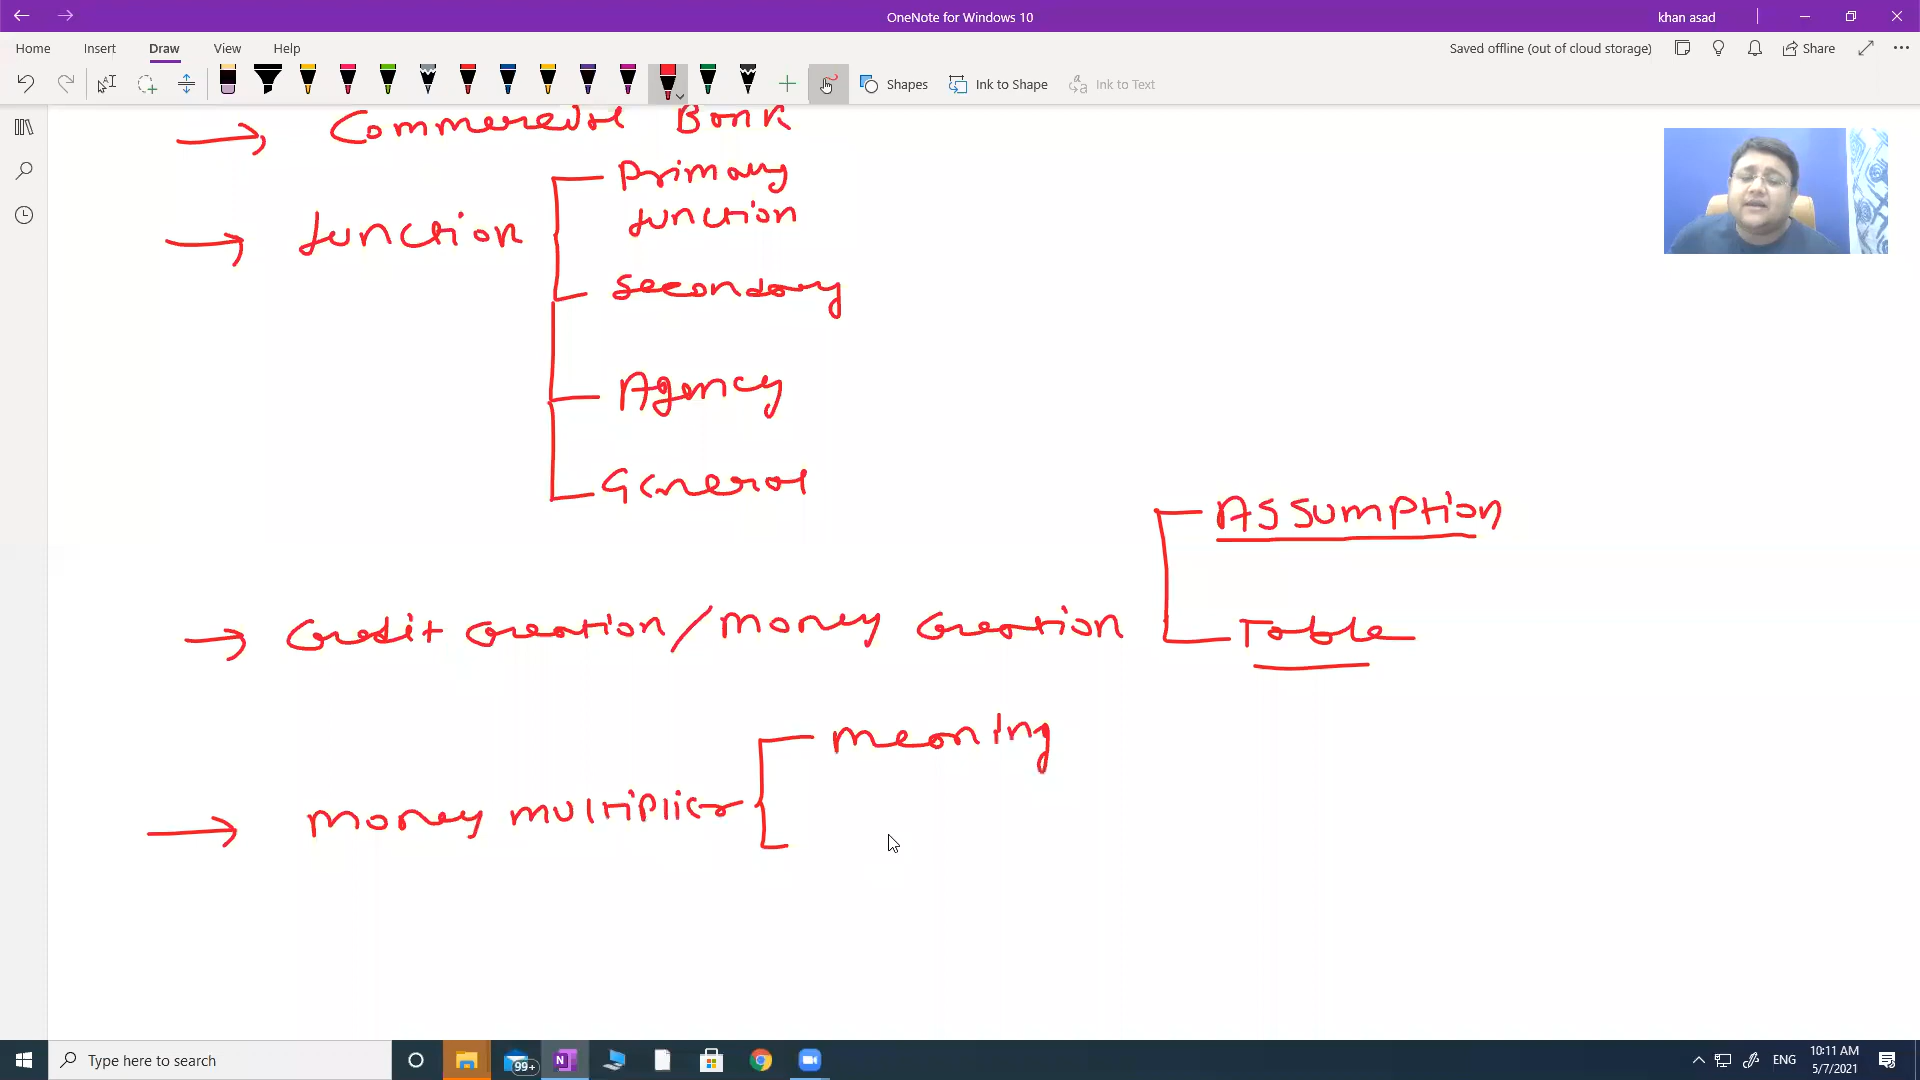 OneNote for Windows 10
khan asad
Home Insert Draw View Help
Saved offline (out of cloud storage)
Share
Shapes
Ink to Shape
Ink to Text
→ Commercial Bank
→ function
Primary
function
Secondary
Agency
General
→ Credit Creation/Money Creation
Assumption
Table
→ Money multiplier
meaning
Type here to search
99+
ENG
10:11 AM
5/7/2021